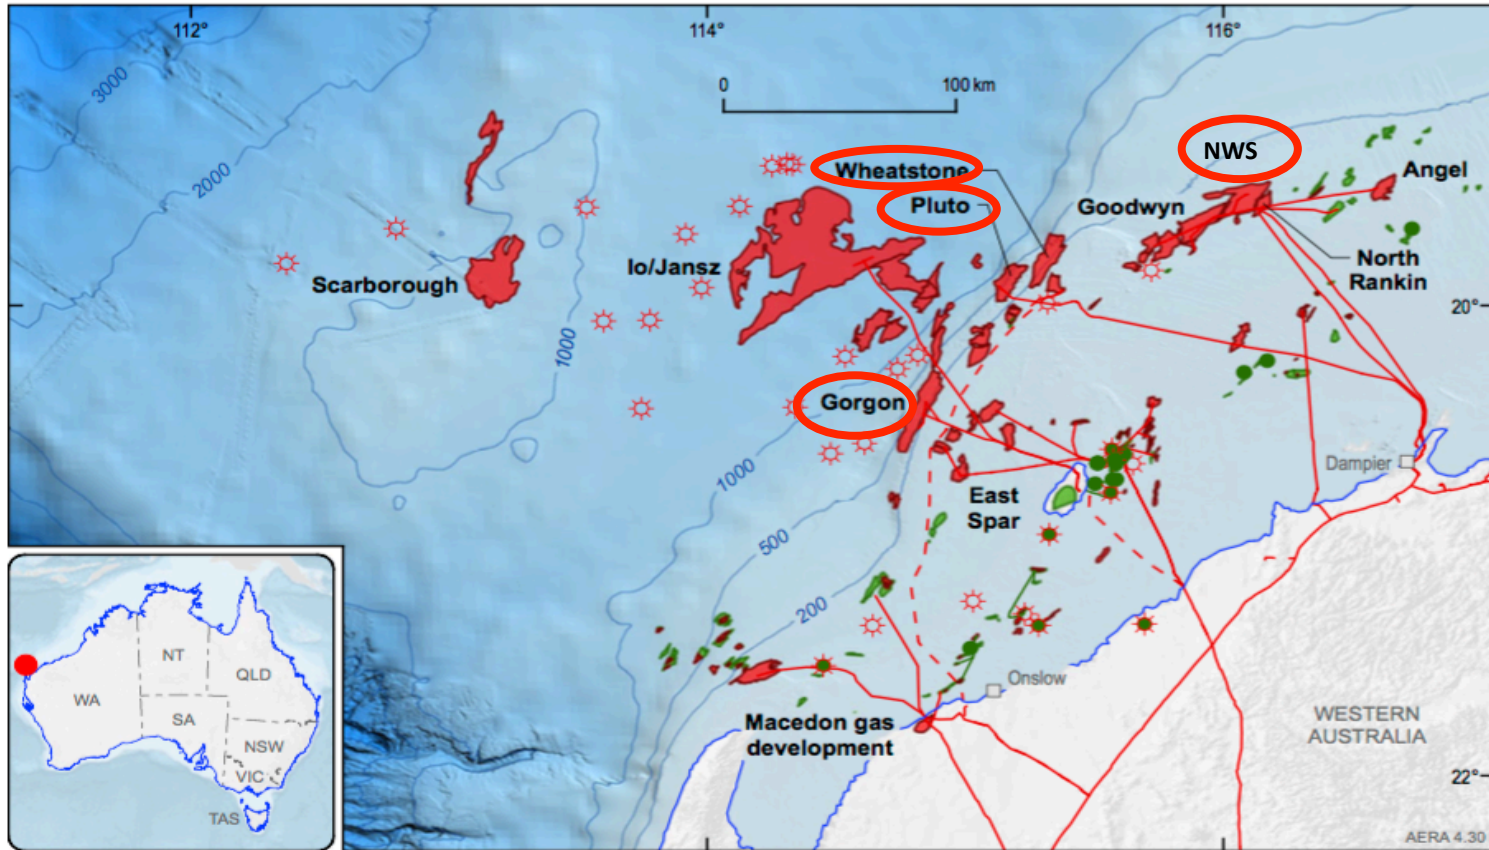 112°
114°
116°
3000
0
100 km
NWS
2000
Wheatstone
Angel
Pluto
Goodwyn
Io/Jansz
North
Rankin
Scarborough
20°
1000
Gorgon
Dampier
1000
East
Spar
500
200
Onslow
NT
QLD
WA
SA
NSW
VIC
TAS
Macedon gas
development
WESTERN
AUSTRALIA
22°
AERA 4.30